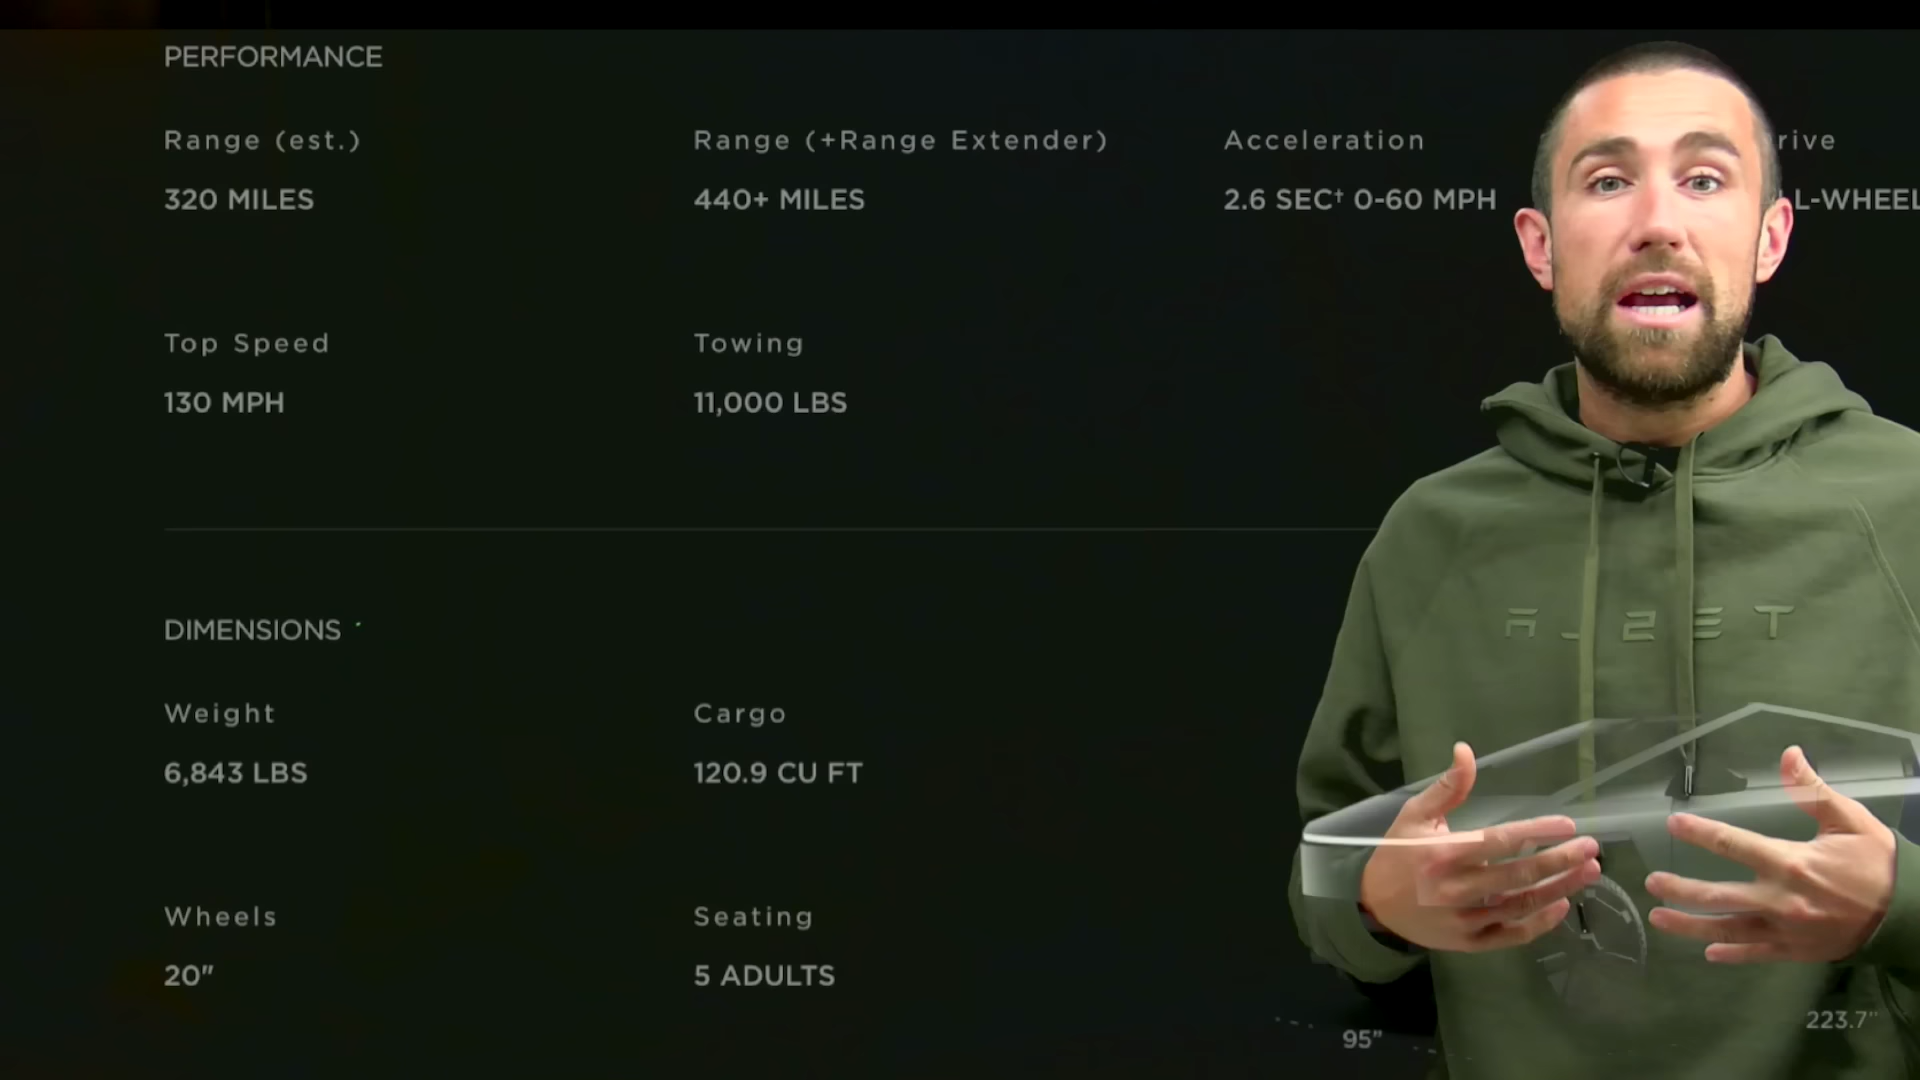 PERFORMANCE
Range (est.)
320 MILES
Range (+Range Extender)
440+ MILES
Acceleration
2.6 SEC† 0-60 MPH
rive
L-WHEEL
Top Speed
130 MPH
Towing
11,000 LBS
DIMENSIONS
Weight
6,843 LBS
Cargo
120.9 CU FT
Wheels
20"
Seating
5 ADULTS
95"
223.7"